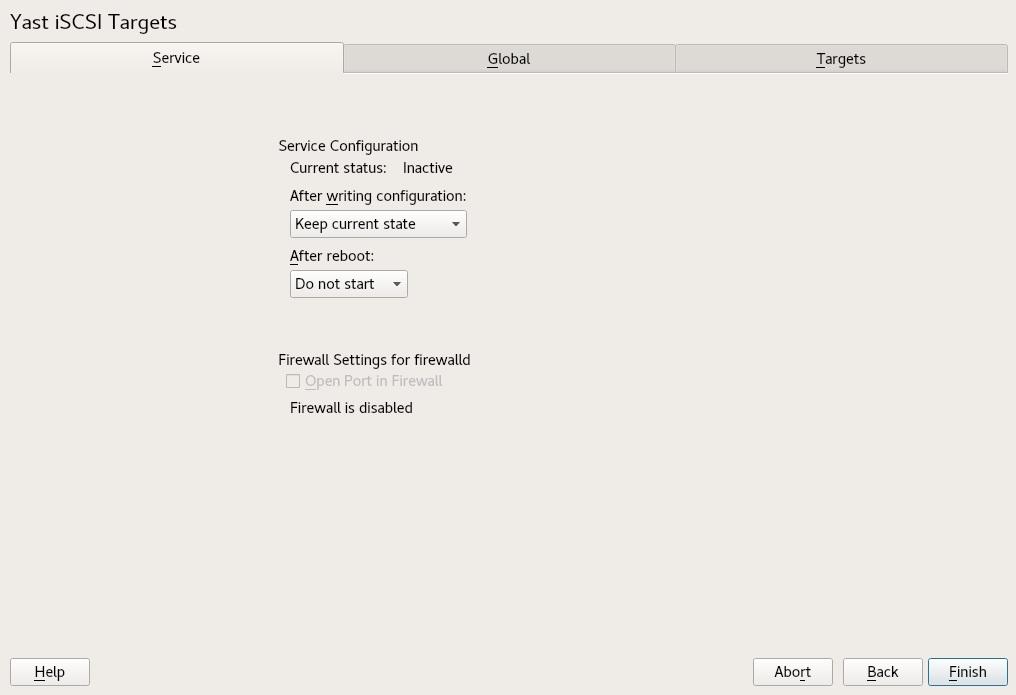 Yast iSCSI Targets
Service Global Targets
Service Configuration
Current status: Inactive
After writing configuration:
Keep current state
After reboot:
Do not start
Firewall Settings for firewalld
Open Port in Firewall
Firewall is disabled
Help Abort Back Finish